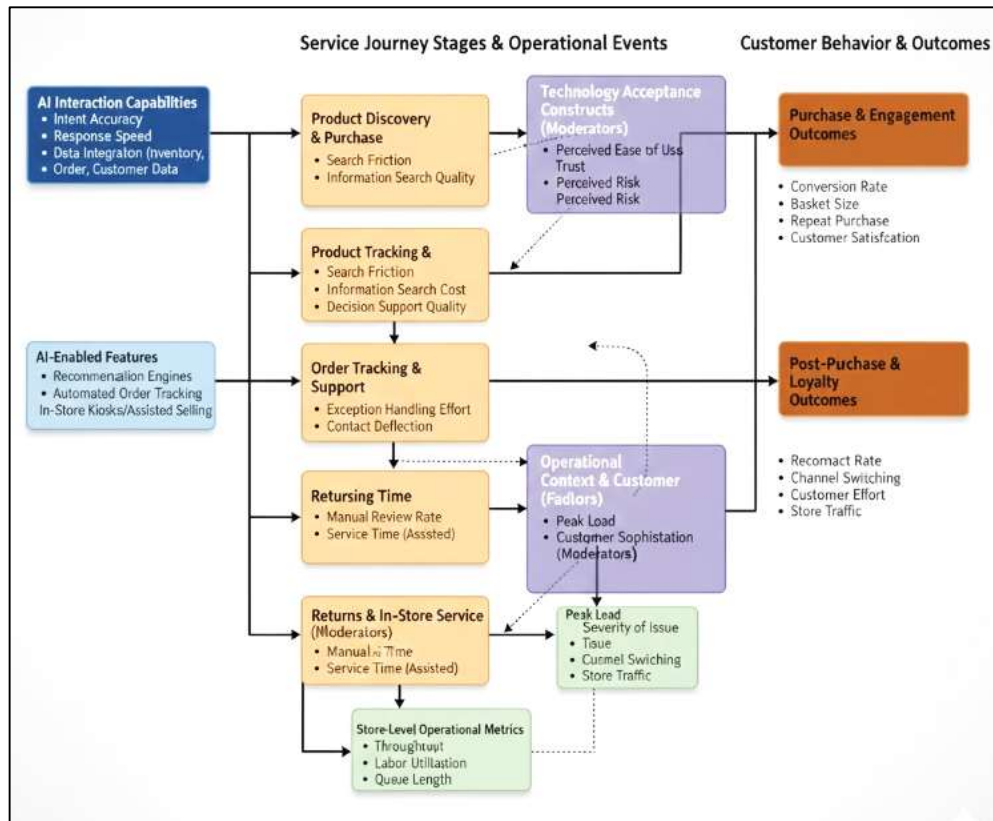 Service Journey Stages & Operational Events
Customer Behavior & Outcomes
AI Interaction Capabilities
• Intent Accuracy
• Response Speed
• Dsta Integraton (nventory,
• Order, Customer Data
Product Discovery
& Purchase
• Search Friction
• Information Search Quality
Technology Acceptance
Constructs
(Moderators)
• Perceived Ease of Uss
Trust
• Perceived Risk
Perceived Risk
Purchase & Engagement
Outcomes
• Conversion Rate
• Basket Size
• Repeat Purchase
• Customer Satisfcation
Product Tracking &
• Search Friction
• Information Search Cost
• Decision Support Quality
AI-Enabled Features
• Recommenalion Engines
• Automated Order Tracking
In-Store Kiosks/Assisted Selling
Order Tracking &
Support
• Exception Handling Effort
• Contact Deflection
Post-Puchase &
Loyalty
Outcomes
• Recomact Rate
• Channel Switching
• Customer Effort
• Store Traffic
Retursing Time
• Manual Review Rate
• Service Time (Assisted)
Operational
Context & Customer
(Fadlors)
• Peak Load
• Customer Sophistation
(Moderators)
Returns & In-Store Service
(Moderators)
• Manual Time
• Service Time (Assisted)
Peak Lead
Severity of Issue
• Tisue
• Cusmel Swiching
• Store Traffic
Store-Level Operational Metrics
• Throughtupt
• Labor Utillastion
• Queue Length